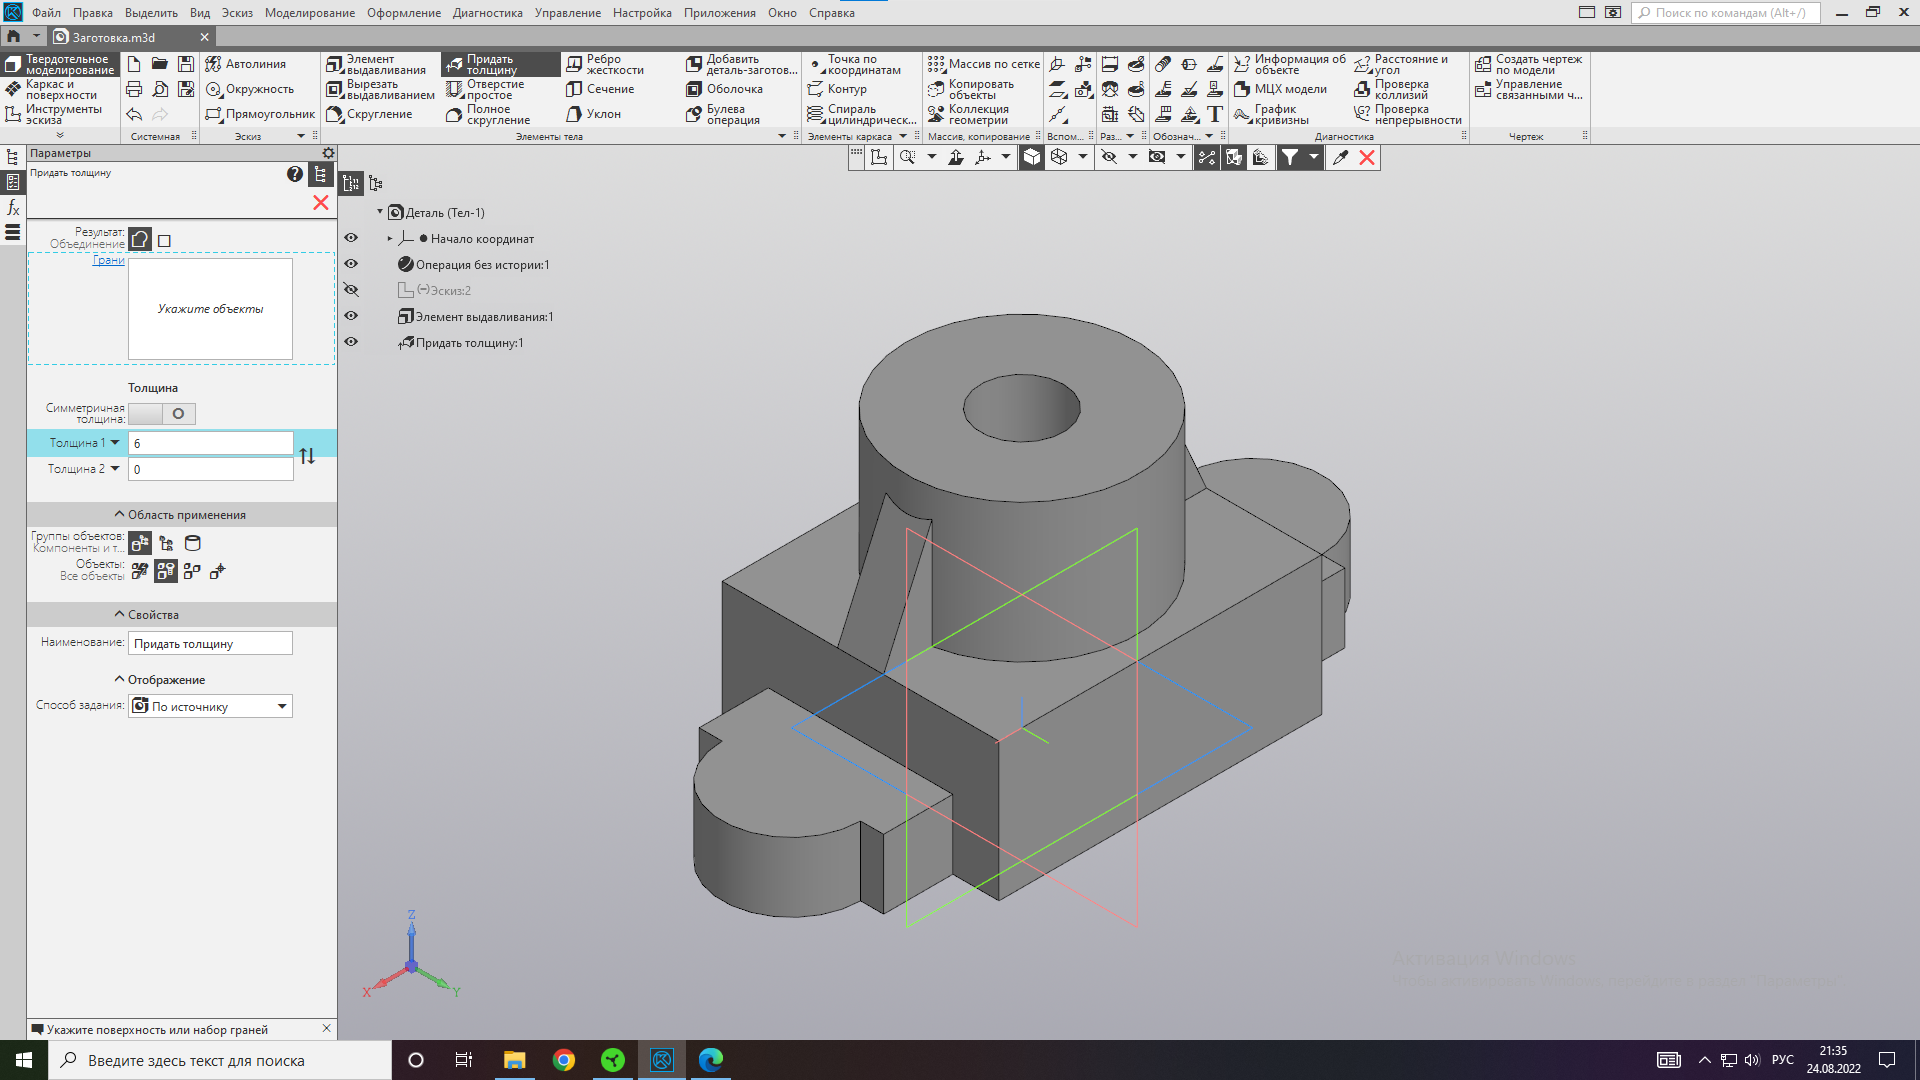 Файл Правка Выделить Вид Эскиз Моделирование Оформление Диагностика Управление Настройка Приложения Окно Справка
Поиск по командам (Alt+/)
Заготовка.m3d
Твердотельное моделирование
Каркас и поверхности
Инструменты эскиза
Системная
Автолиния
Окружность
Прямоугольник
Эскиз
Элемент выдавливания
Вырезать выдавливанием
Скругление
Придать толщину
Отверстие простое
Полное скругление
Ребро жесткости
Сечение
Уклон
Добавить деталь-заготов...
Оболочка
Булева операция
Элементы тела
Точка по координатам
Контур
Спираль цилиндрическ...
Элементы каркаса
Массив по сетке
Копировать объекты
Коллекция геометрии
Массив, копирование
Вспом...
Раз...
Обознач...
Информация об объекте
МЦХ модели
График кривизны
Расстояние и угол
Проверка коллизий
Проверка непрерывности
Диагностика
Создать чертеж по модели
Управление связанными ч...
Чертеж
Параметры
Придать толщину
Результат:
Объединение
Грани
Укажите объекты
Толщина
Симметричная
толщина:
Толщина 1 6
Толщина 2 0
Область применения
Группы объектов:
Компоненты и т...
Объекты:
Все объекты
Свойства
Наименование: Придать толщину
Отображение
Способ задания: По источнику
Укажите поверхность или набор граней
Деталь (Тел-1)
Начало координат
Операция без истории:1
(-)Эскиз:2
Элемент выдавливания:1
Придать толщину:1
Z
X
Y
Активация Windows
Введите здесь текст для поиска
РУС
21:35
24.08.2022